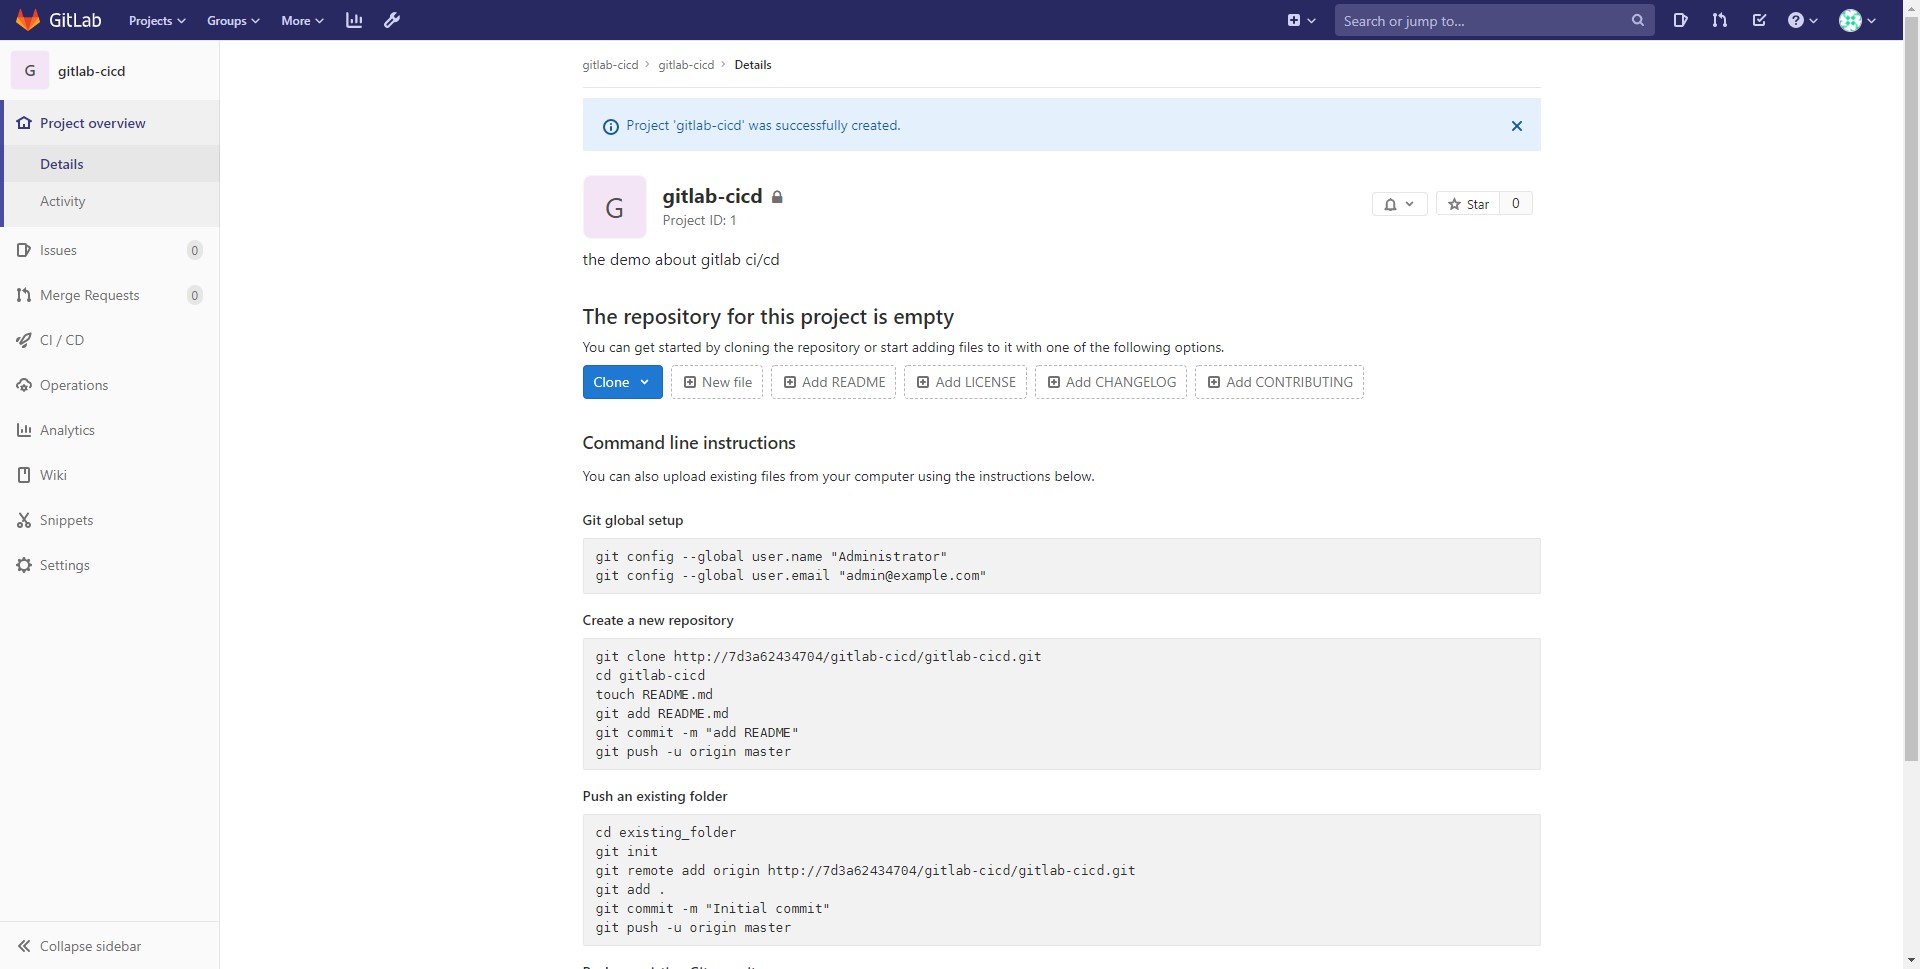 GitLab Projects Groups More Search or jump to...
G gitlab-cicd
Project overview
Details
Activity
Issues 0
Merge Requests 0
CI / CD
Operations
Analytics
Wiki
Snippets
Settings
Collapse sidebar
gitlab-cicd > gitlab-cicd > Details
Project 'gitlab-cicd' was successfully created.
G
gitlab-cicd
Project ID: 1
Star 0
the demo about gitlab ci/cd
The repository for this project is empty
You can get started by cloning the repository or start adding files to it with one of the following options.
Clone New file Add README Add LICENSE Add CHANGELOG Add CONTRIBUTING
Command line instructions
You can also upload existing files from your computer using the instructions below.
Git global setup
git config --global user.name "Administrator"
git config --global user.email "admin@example.com"
Create a new repository
git clone http://7d3a62434704/gitlab-cicd/gitlab-cicd.git
cd gitlab-cicd
touch README.md
git add README.md
git commit -m "add README"
git push -u origin master
Push an existing folder
cd existing_folder
git init
git remote add origin http://7d3a62434704/gitlab-cicd/gitlab-cicd.git
git add .
git commit -m "Initial commit"
git push -u origin master